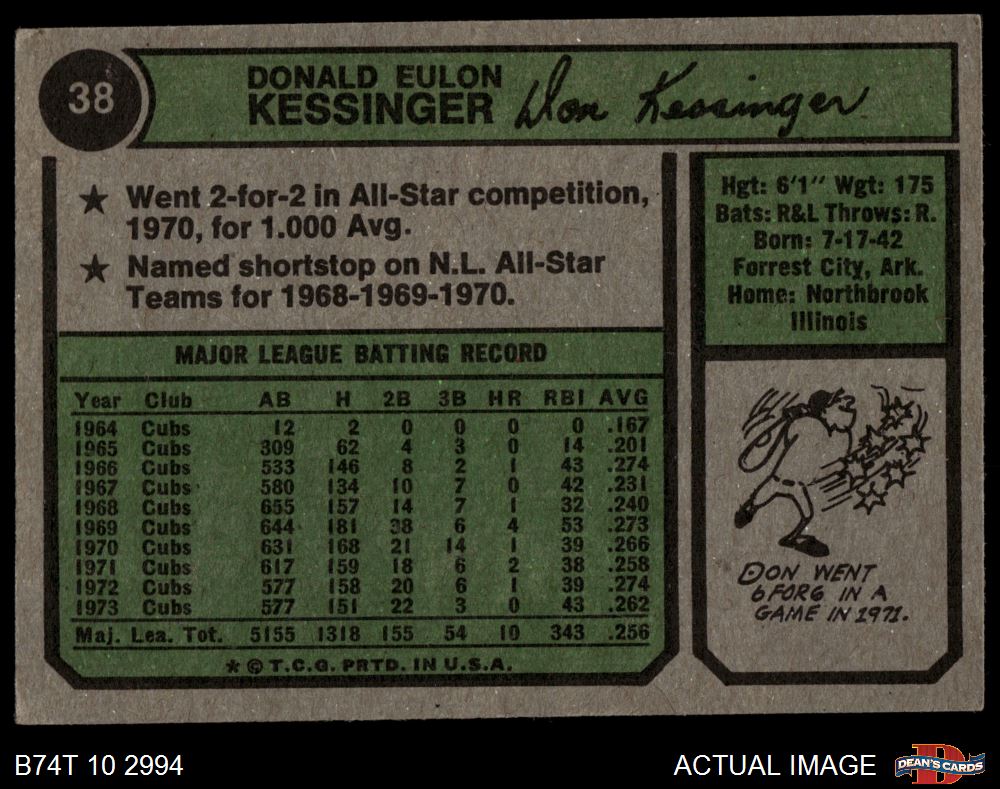 38
DONALD EULON
KESSINGER Don Kessinger
★ Went 2-for-2 in All-Star competition,
1970, for 1.000 Avg.
★ Named shortstop on N.L. All-Star
Teams for 1968-1969-1970.
Hgt: 6'1" Wgt: 175
Bats: R&L Throws: R.
Born: 7-17-42
Forrest City, Ark.
Home: Northbrook
Illinois
MAJOR LEAGUE BATTING RECORD
Year Club AB H 2B 3B HR RBI AVG
1964 Cubs 12 2 0 0 0 0 .167
1965 Cubs 309 62 4 3 0 14 .201
1966 Cubs 533 146 8 2 1 43 .274
1967 Cubs 580 134 10 7 0 42 .231
1968 Cubs 655 157 14 7 1 32 .240
1969 Cubs 644 181 38 6 4 53 .273
1970 Cubs 631 168 21 14 1 39 .266
1971 Cubs 617 159 18 6 2 38 .258
1972 Cubs 577 158 20 6 1 39 .274
1973 Cubs 577 151 22 3 0 43 .262
Maj. Lea. Tot. 5155 1318 155 54 10 343 .256
★ © T.C.G. PRTD. IN U.S.A.
DON WENT
6 FOR 6 IN A
GAME IN 1971.
B74T 10 2994
ACTUAL IMAGE
DEAN'S CARDS